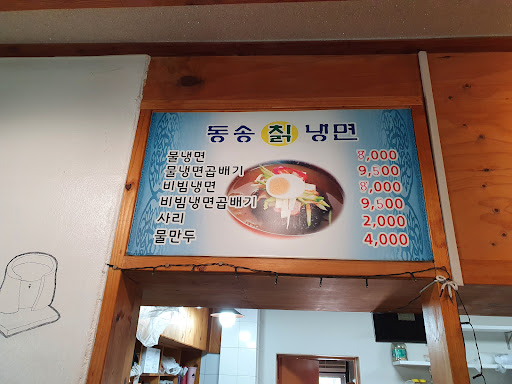 동송 칡 냉면
물냉면 8,000
물냉면곱배기 9,500
비빔냉면 8,000
비빔냉면곱배기 9,500
사리 2,000
물만두 4,000